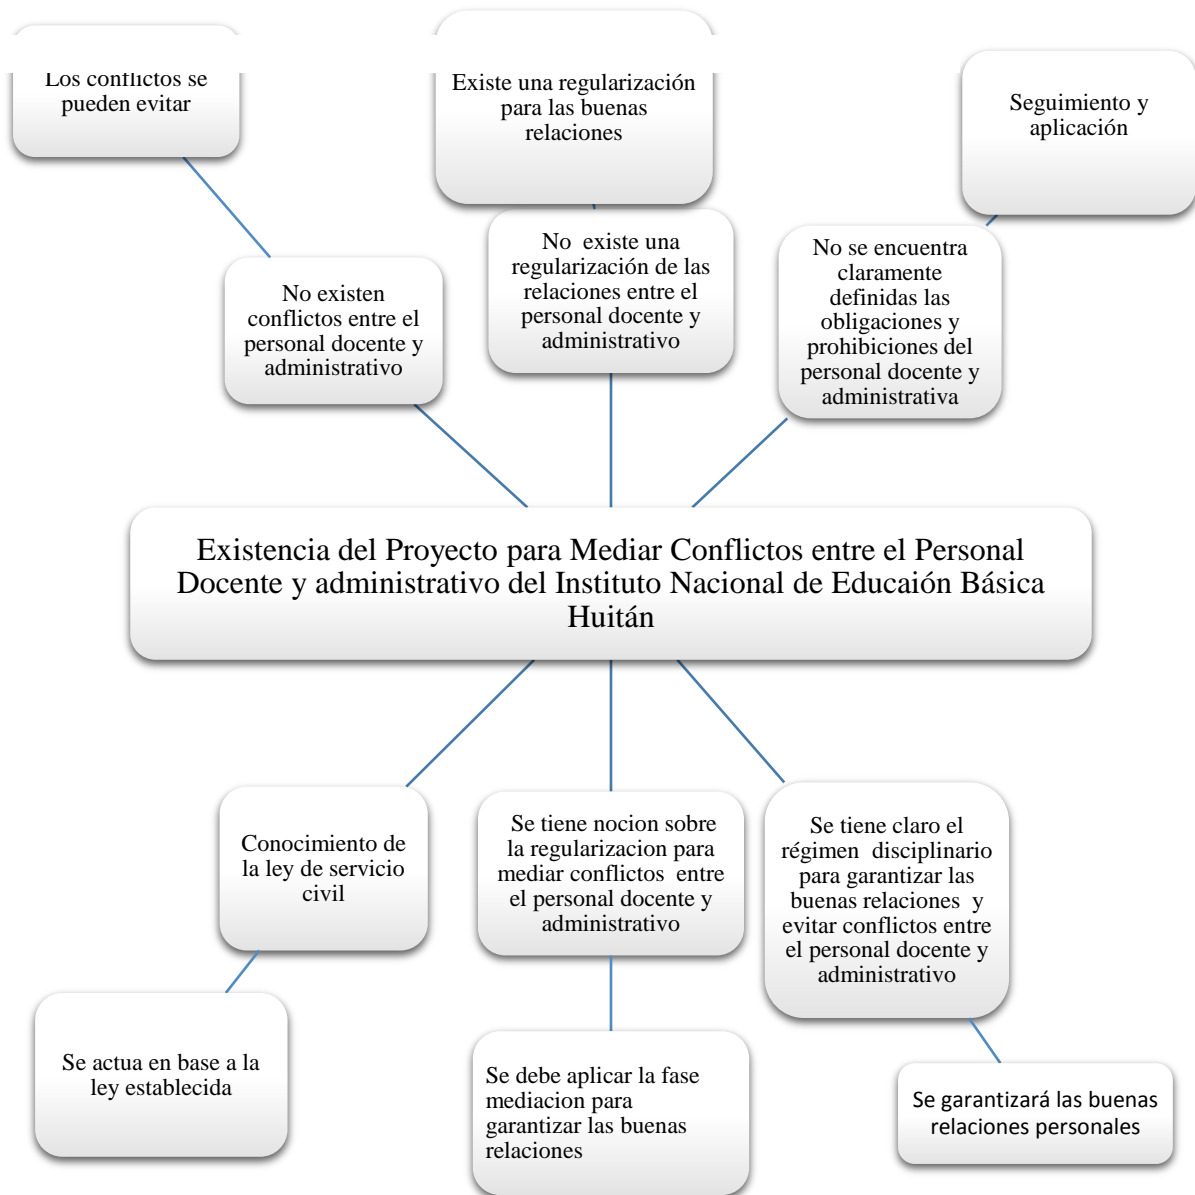 Los conflictos se
pueden evitar
Existe una regularización
para las buenas
relaciones
Seguimiento y
aplicación
No existen
conflictos entre el
personal docente y
administrativo
No existe una
regularización de las
relaciones entre el
personal docente y
administrativo
No se encuentra
claramente
definidas las
obligaciones y
prohibiciones del
personal docente y
administrativa
Existencia del Proyecto para Mediar Conflictos entre el Personal
Docente y administrativo del Instituto Nacional de Educaión Básica
Huitán
Conocimiento de
la ley de servicio
civil
Se tiene nocion sobre
la regularizacion para
mediar conflictos entre
el personal docente y
administrativo
Se tiene claro el
régimen disciplinario
para garantizar las
buenas relaciones y
evitar conflictos entre
el personal docente y
administrativo
Se actua en base a la
ley establecida
Se debe aplicar la fase
mediacion para
garantizar las buenas
relaciones
Se garantizará las buenas
relaciones personales